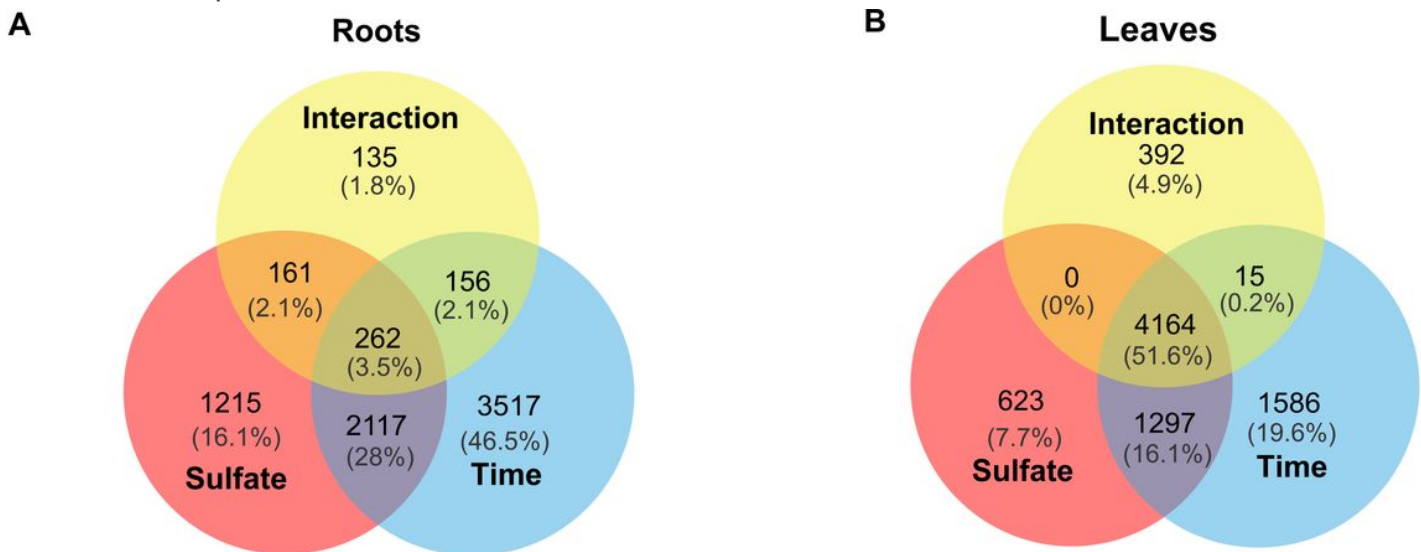 A
Roots
Interaction
135
(1.8%)
161
(2.1%)
156
(2.1%)
262
(3.5%)
1215
(16.1%)
Sulfate
2117
(28%)
3517
(46.5%)
Time
B
Leaves
Interaction
392
(4.9%)
0
(0%)
15
(0.2%)
4164
(51.6%)
623
(7.7%)
Sulfate
1297
(16.1%)
1586
(19.6%)
Time